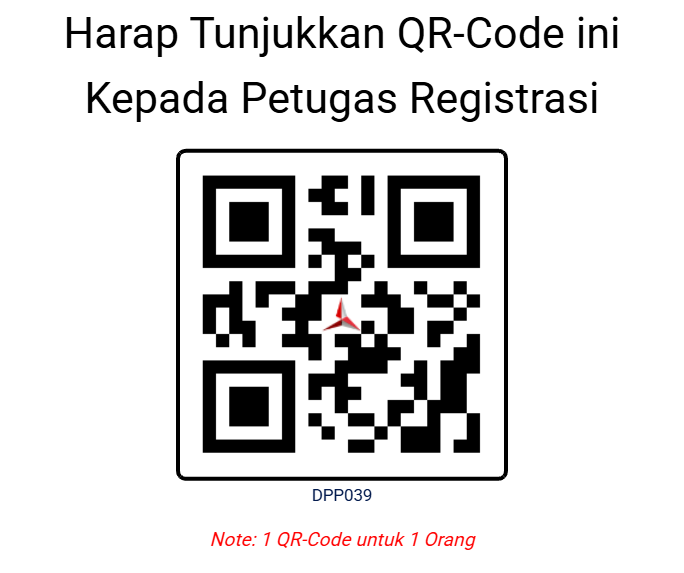 Harap Tunjukkan QR-Code ini
Kepada Petugas Registrasi
DPP039
Note: 1 QR-Code untuk 1 Orang